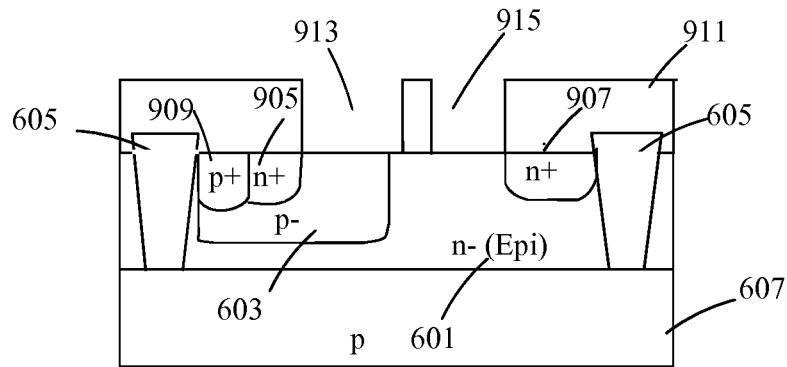 913 915 911
605 909 905 907 605
p+ n+ n+
p-
n- (Epi)
603 601 607
p